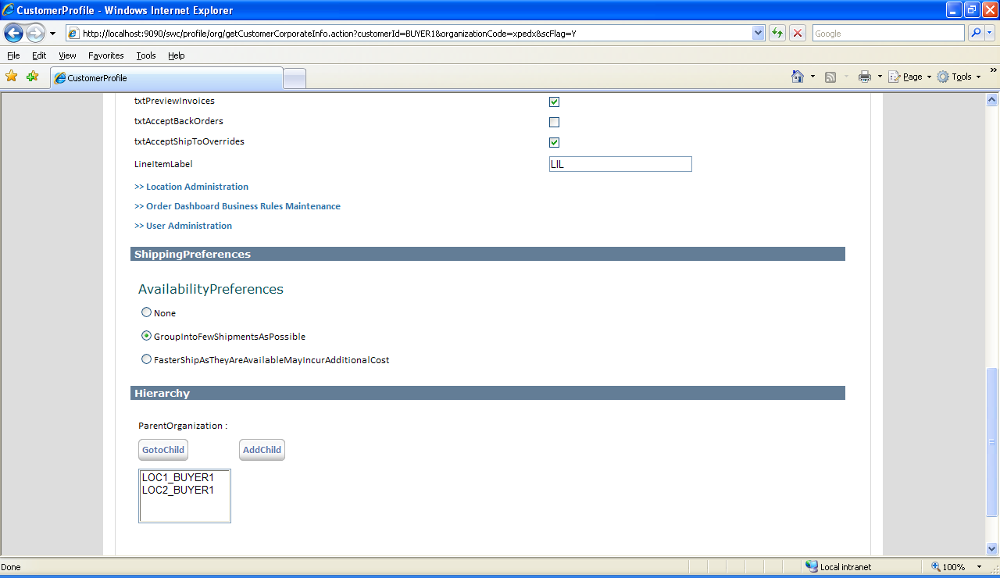 CustomerProfile - Windows Internet Explorer
http://localhost:9090/swc/profile/org/getCustomerCorporateInfo.action?customerId=BUYER1&organizationCode=xpedx&scFlag=Y
Google
File Edit View Favorites Tools Help
CustomerProfile
Page Tools »
txtPreviewInvoices
txtAcceptBackOrders
txtAcceptShipToOverrides
LineItemLabel LIL
>> Location Administration
>> Order Dashboard Business Rules Maintenance
>> User Administration
ShippingPreferences
AvailabilityPreferences
None
GroupIntoFewShipmentsAsPossible
FasterShipAsTheyAreAvailableMayIncurAdditionalCost
Hierarchy
ParentOrganization :
GotoChild AddChild
LOC1_BUYER1
LOC2_BUYER1
Done Local intranet 100%